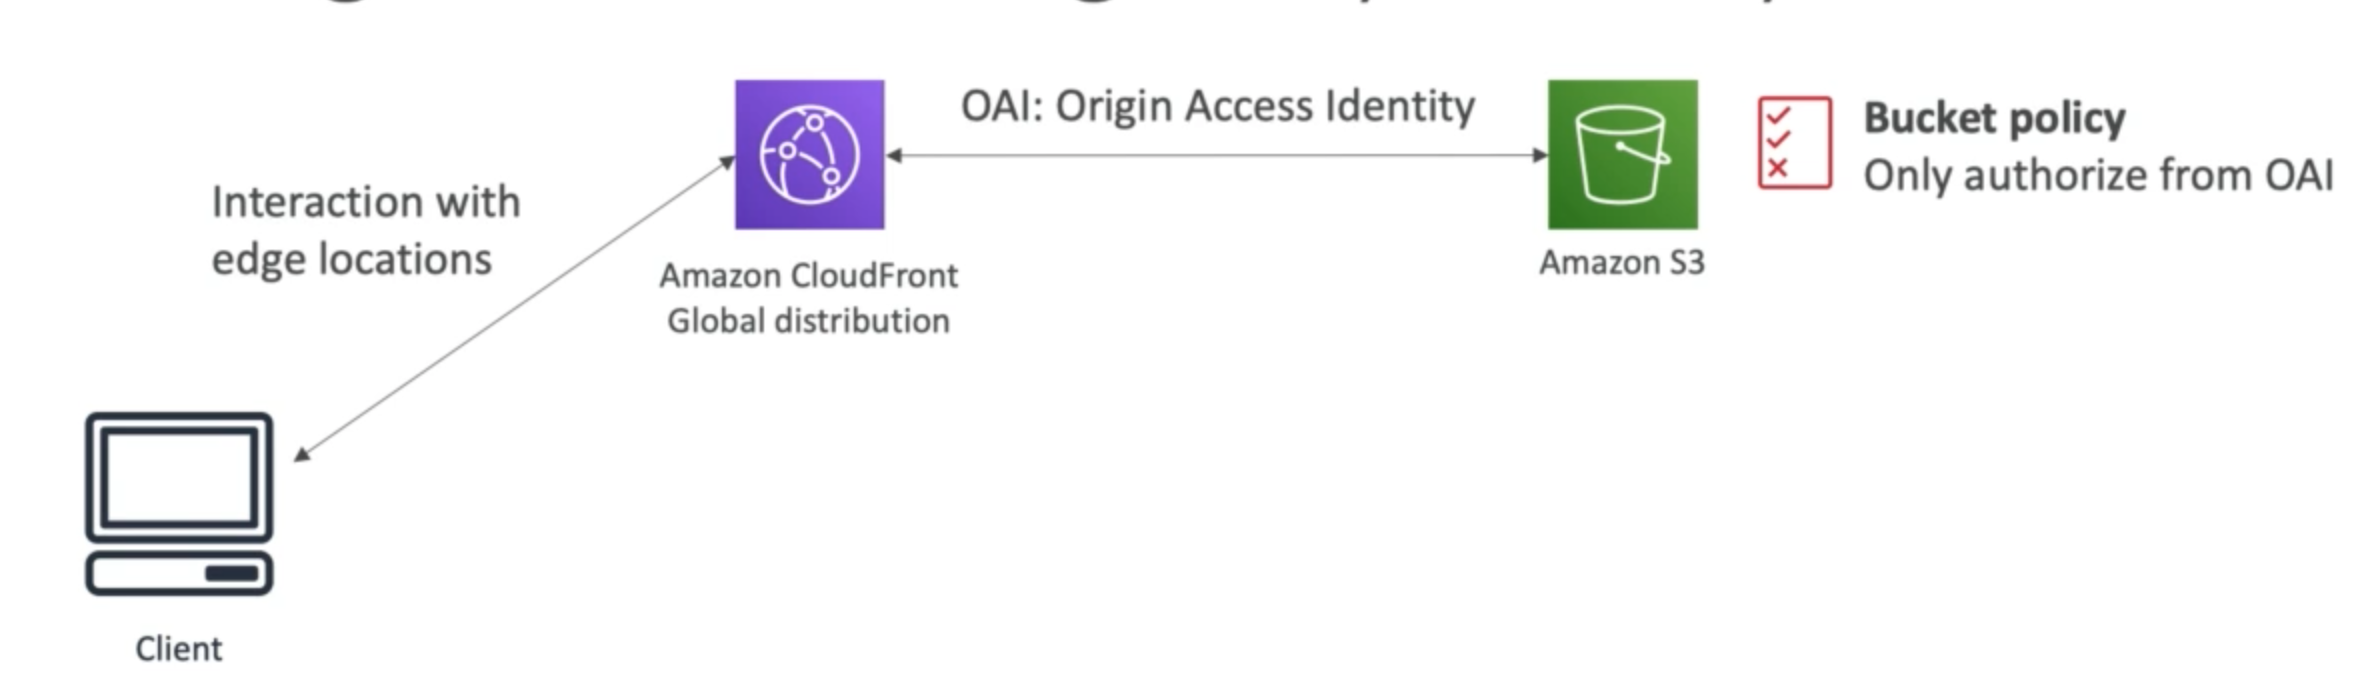 OAI: Origin Access Identity
Bucket policy
Only authorize from OAI
Interaction with
edge locations
Amazon CloudFront
Global distribution
Amazon S3
Client